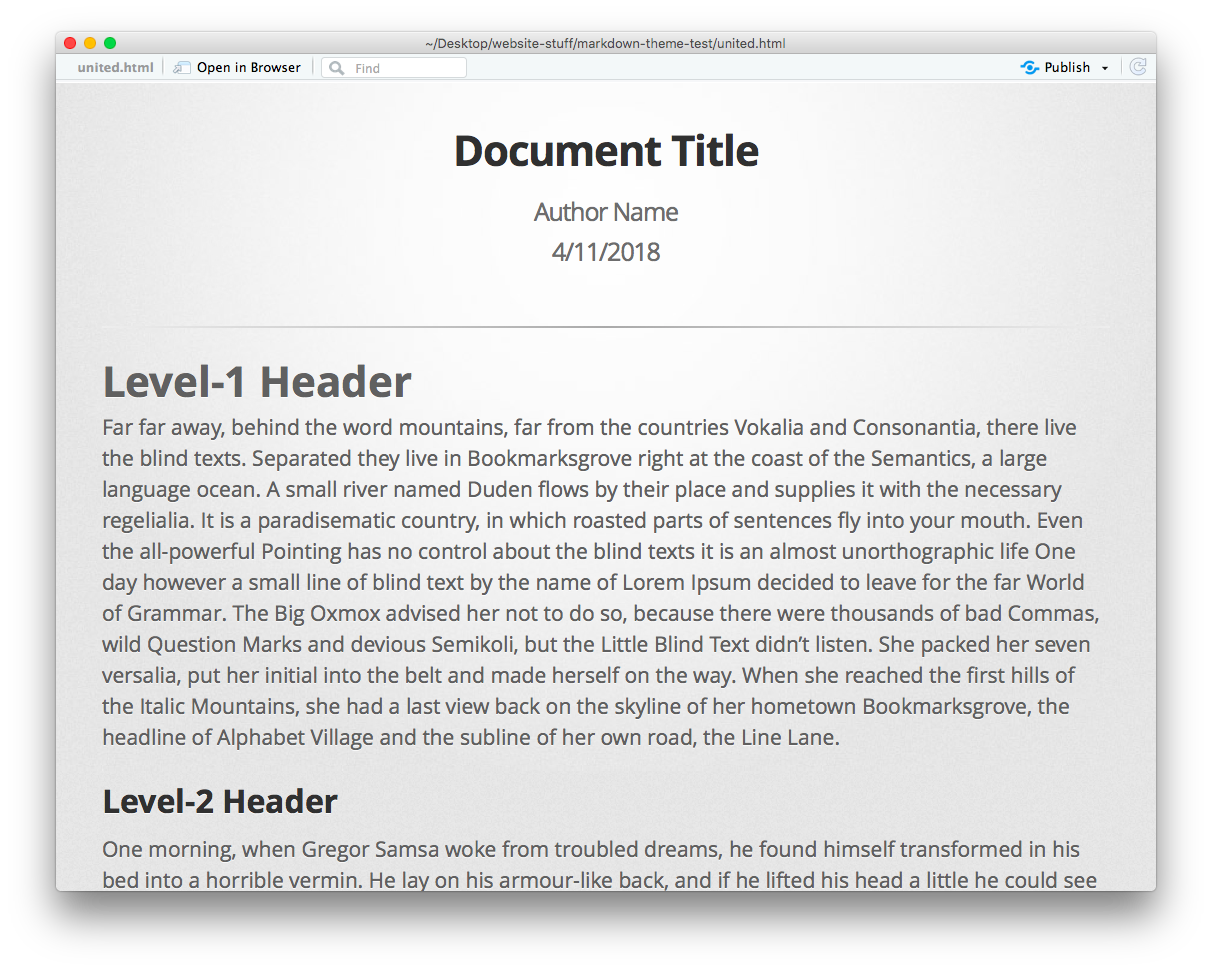 ~/Desktop/website-stuff/markdown-theme-test/united.html
united.html Open in Browser Find Publish
Document Title
Author Name
4/11/2018
Level-1 Header
Far far away, behind the word mountains, far from the countries Vokalia and Consonantia, there live
the blind texts. Separated they live in Bookmarksgrove right at the coast of the Semantics, a large
language ocean. A small river named Duden flows by their place and supplies it with the necessary
regelialia. It is a paradisematic country, in which roasted parts of sentences fly into your mouth. Even
the all-powerful Pointing has no control about the blind texts it is an almost unorthographic life One
day however a small line of blind text by the name of Lorem Ipsum decided to leave for the far World
of Grammar. The Big Oxmox advised her not to do so, because there were thousands of bad Commas,
wild Question Marks and devious Semikoli, but the Little Blind Text didn’t listen. She packed her seven
versalia, put her initial into the belt and made herself on the way. When she reached the first hills of
the Italic Mountains, she had a last view back on the skyline of her hometown Bookmarksgrove, the
headline of Alphabet Village and the subline of her own road, the Line Lane.
Level-2 Header
One morning, when Gregor Samsa woke from troubled dreams, he found himself transformed in his
bed into a horrible vermin. He lay on his armour-like back, and if he lifted his head a little he could see